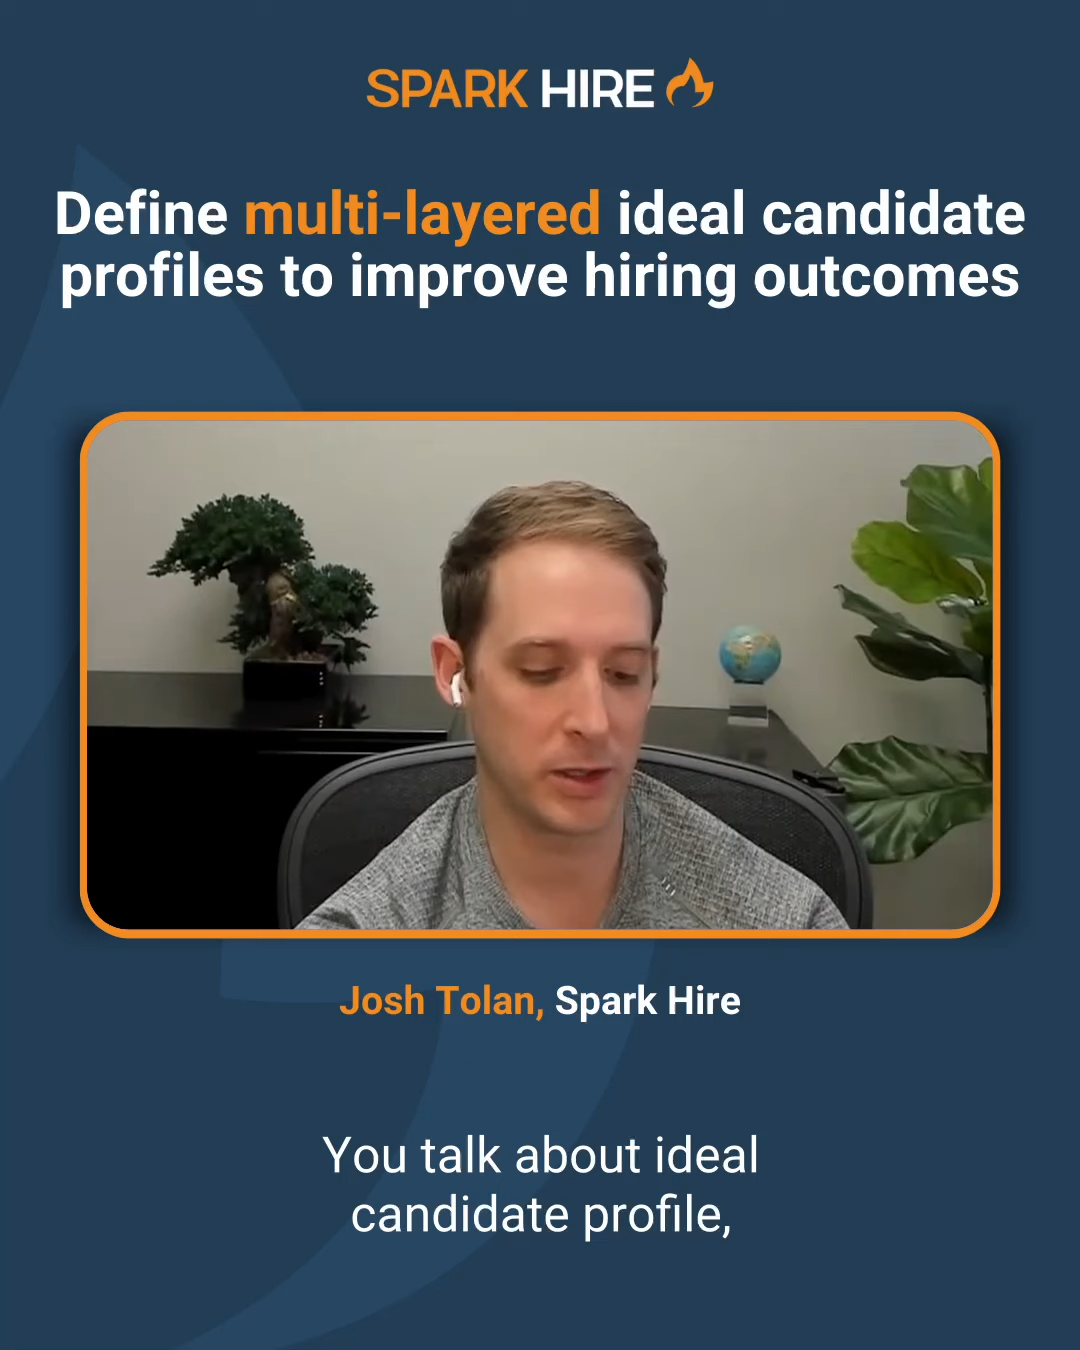 SPARK HIRE
Define multi-layered ideal candidate
profiles to improve hiring outcomes
Josh Tolan, Spark Hire
You talk about ideal
candidate profile,